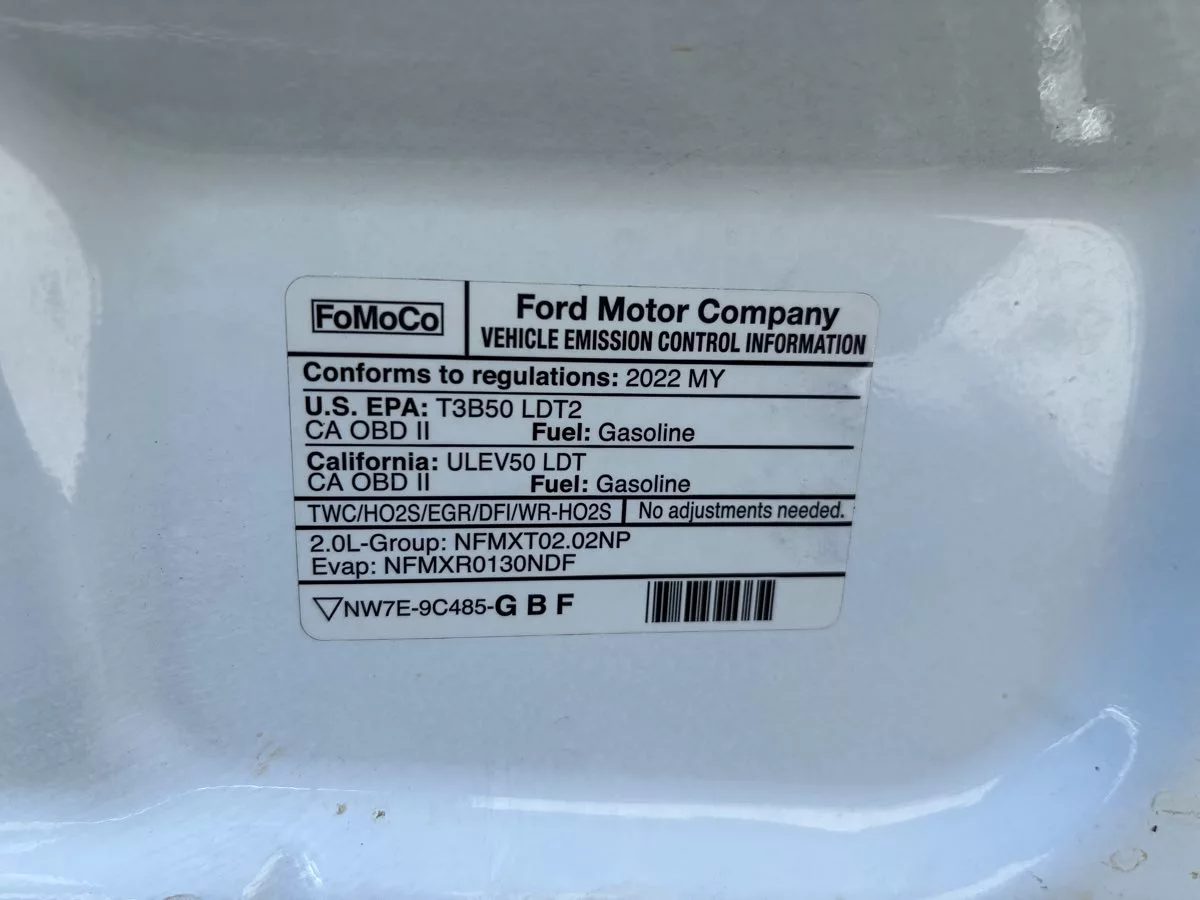 FoMoCo
Ford Motor Company
VEHICLE EMISSION CONTROL INFORMATION
Conforms to regulations: 2022 MY
U.S. EPA: T3B50 LDT2
CA OBD II Fuel: Gasoline
California: ULEV50 LDT
CA OBD II Fuel: Gasoline
TWC/HO2S/EGR/DFI/WR-HO2S No adjustments needed.
2.0L-Group: NFMXT02.02NP
Evap: NFMXR0130NDF
NW7E-9C485-G B F